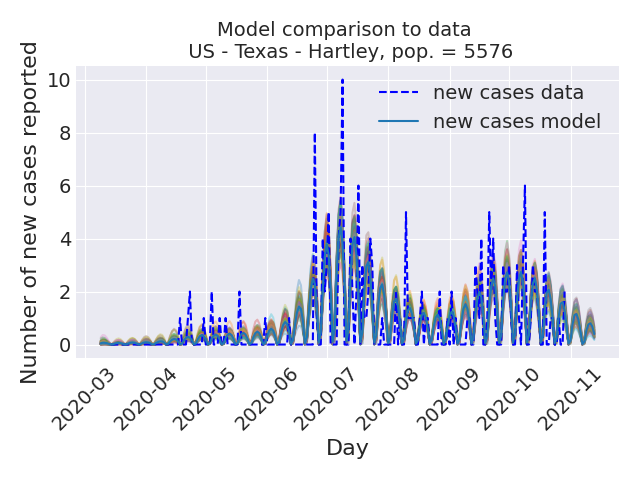 Model comparison to data
US - Texas - Hartley, pop. = 5576
Number of new cases reported
10
8
6
4
2
0
new cases data
new cases model
2020-03
2020-04
2020-05
2020-06
2020-07
2020-08
2020-09
2020-10
2020-11
Day